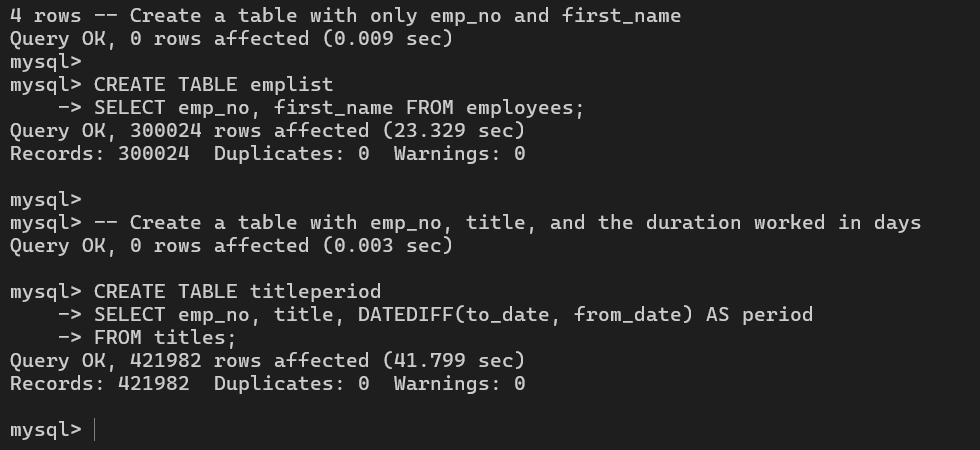 4 rows -- Create a table with only emp_no and first_name
Query OK, 0 rows affected (0.009 sec)
mysql>
mysql> CREATE TABLE emplist
    -> SELECT emp_no, first_name FROM employees;
Query OK, 300024 rows affected (23.329 sec)
Records: 300024  Duplicates: 0  Warnings: 0

mysql>
mysql> -- Create a table with emp_no, title, and the duration worked in days
Query OK, 0 rows affected (0.003 sec)

mysql> CREATE TABLE titleperiod
    -> SELECT emp_no, title, DATEDIFF(to_date, from_date) AS period
    -> FROM titles;
Query OK, 421982 rows affected (41.799 sec)
Records: 421982  Duplicates: 0  Warnings: 0

mysql>